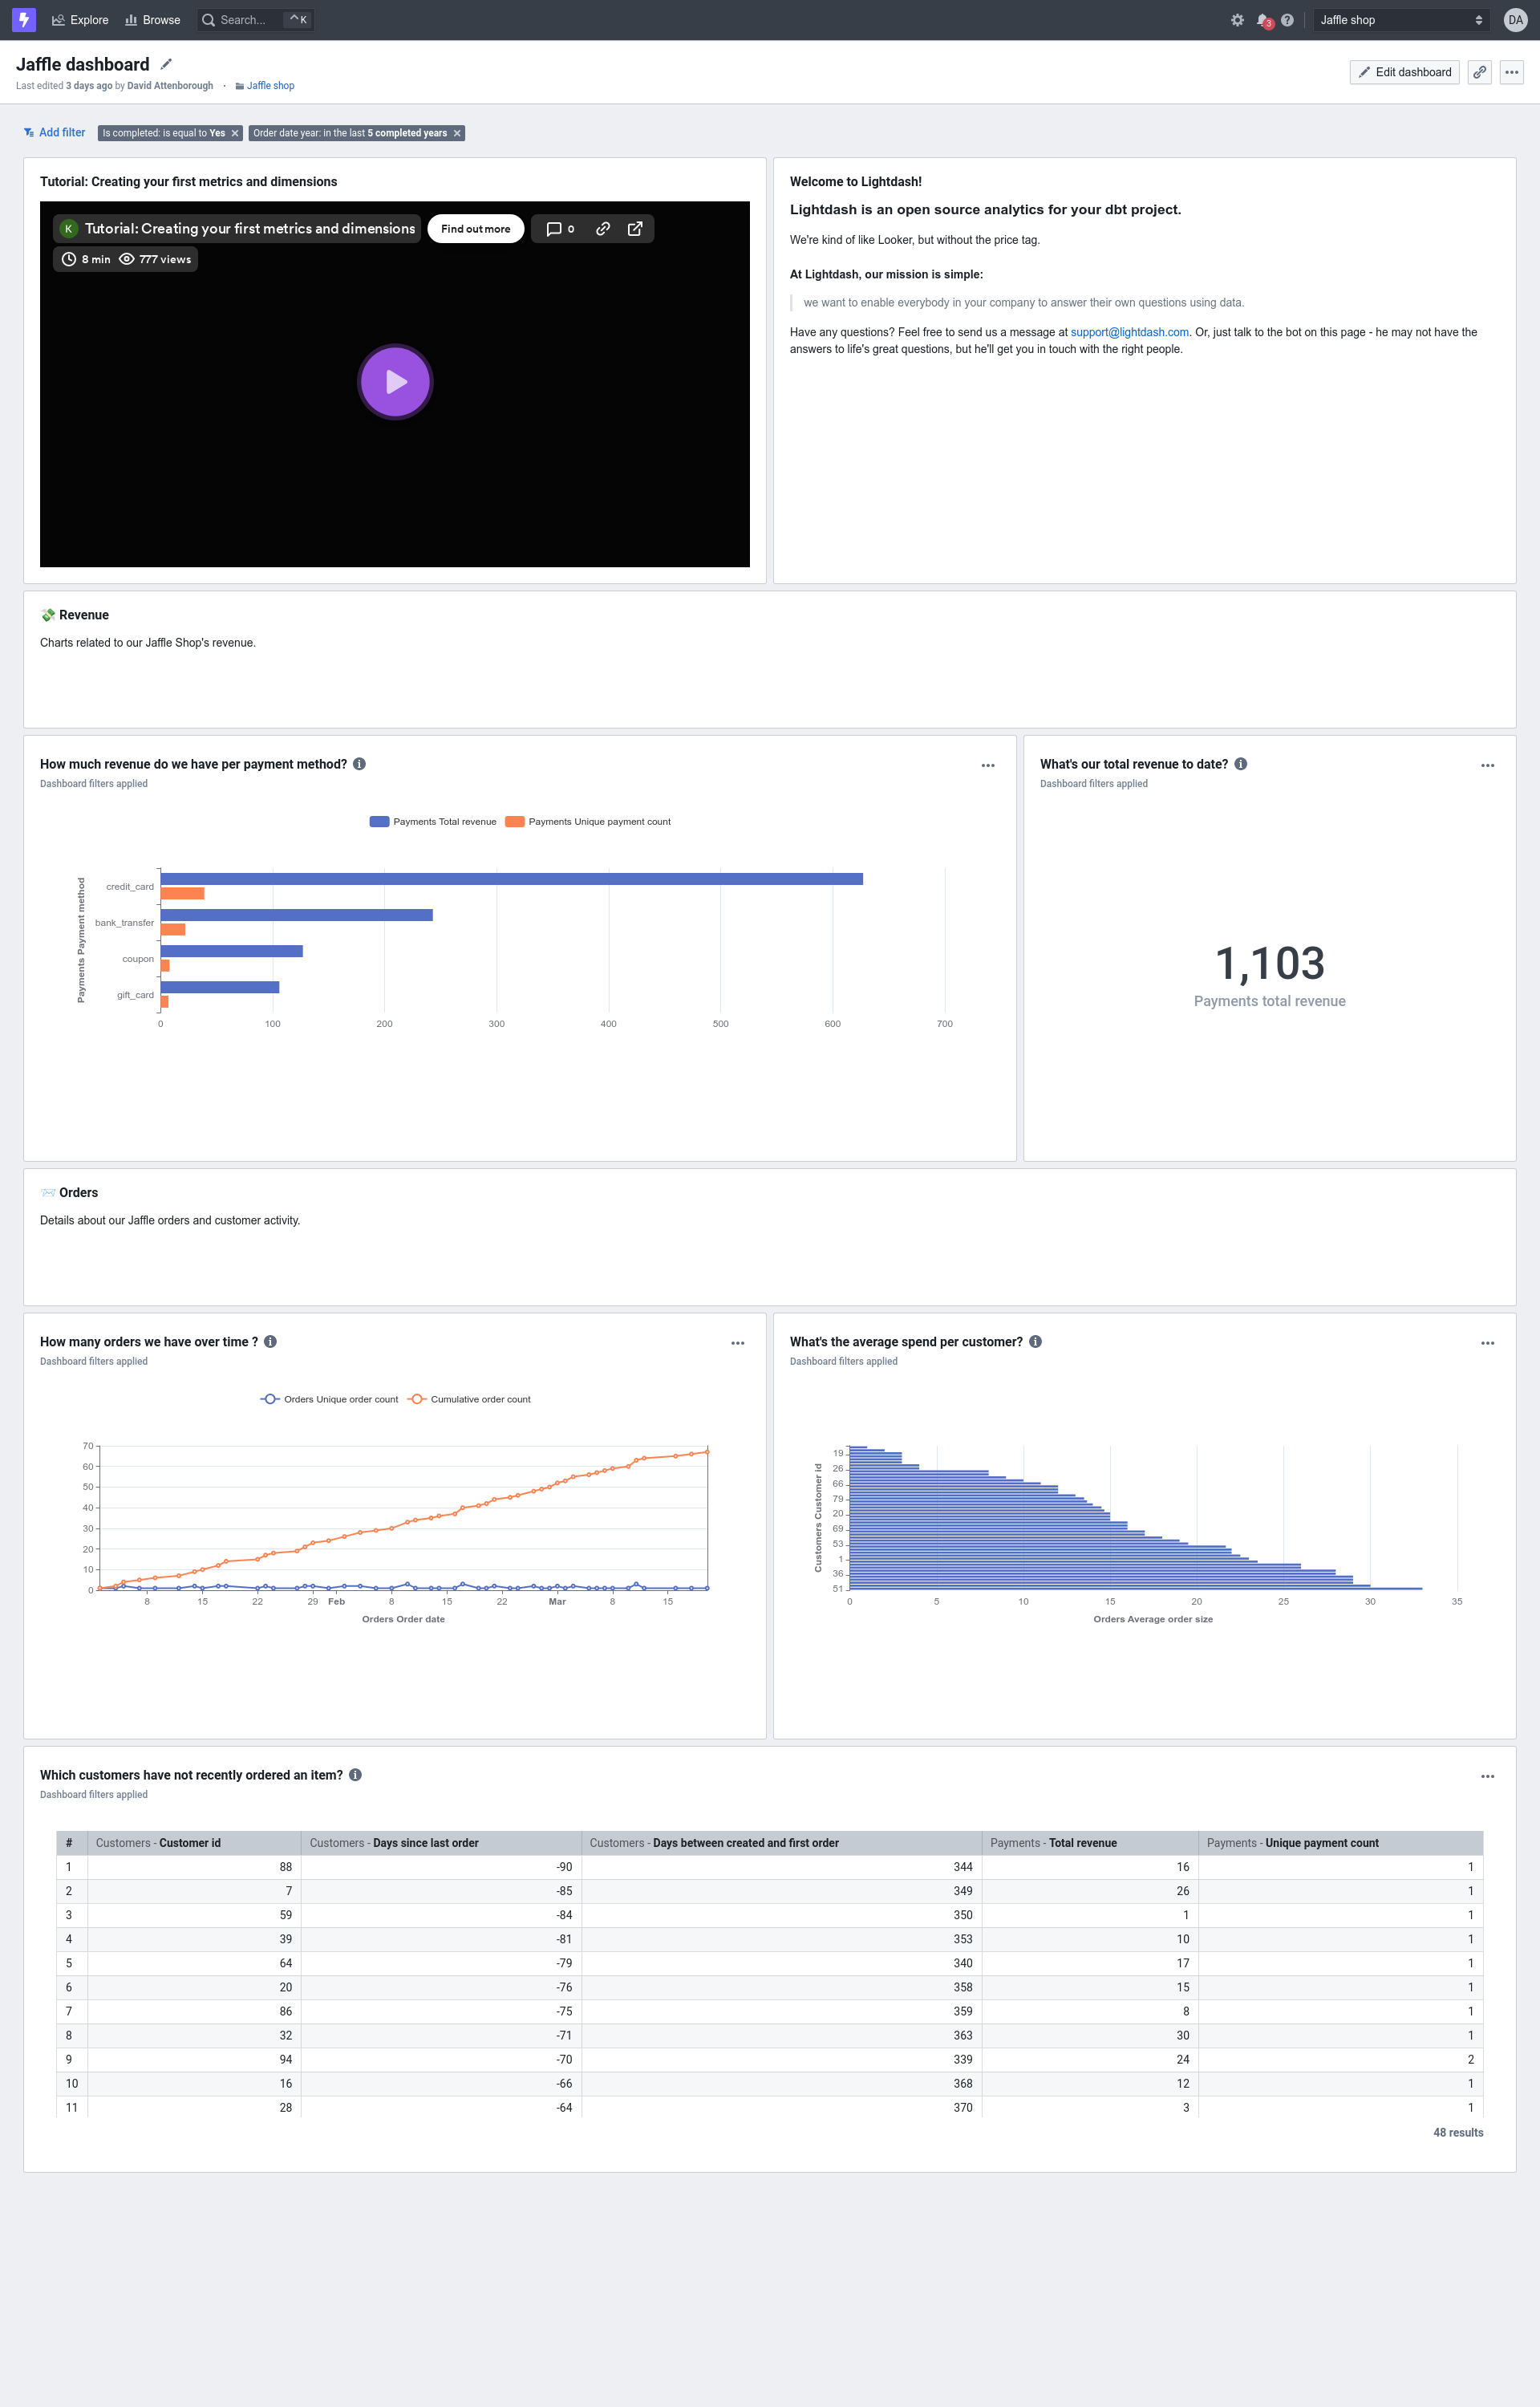 Explore Browse Search... ^K 3 Jaffle shop DA
Jaffle dashboard Edit dashboard
Last edited 3 days ago by David Attenborough · Jaffle shop
Add filter Is completed: is equal to Yes Order date year: in the last 5 completed years
Tutorial: Creating your first metrics and dimensions
K Tutorial: Creating your first metrics and dimensions Find out more 0
8 min 777 views
Welcome to Lightdash!
Lightdash is an open source analytics for your dbt project.
We're kind of like Looker, but without the price tag.
At Lightdash, our mission is simple:
we want to enable everybody in your company to answer their own questions using data.
Have any questions? Feel free to send us a message at support@lightdash.com. Or, just talk to the bot on this page - he may not have the
answers to life's great questions, but he'll get you in touch with the right people.
💸 Revenue
Charts related to our Jaffle Shop's revenue.
How much revenue do we have per payment method?
Dashboard filters applied
Payments Total revenue Payments Unique payment count
Payments Payment method
credit_card
bank_transfer
coupon
gift_card
0 100 200 300 400 500 600 700
What's our total revenue to date?
Dashboard filters applied
1,103
Payments total revenue
📨 Orders
Details about our Jaffle orders and customer activity.
How many orders we have over time ?
Dashboard filters applied
Orders Unique order count Cumulative order count
70
60
50
40
30
20
10
0
8 15 22 29 Feb 8 15 22 Mar 8 15
Orders Order date
What's the average spend per customer?
Dashboard filters applied
Customers Customer id
19
26
66
79
20
69
53
1
36
51
0 5 10 15 20 25 30 35
Orders Average order size
Which customers have not recently ordered an item?
Dashboard filters applied
# Customers - Customer id Customers - Days since last order Customers - Days between created and first order Payments - Total revenue Payments - Unique payment count
1 88 -90 344 16 1
2 7 -85 349 26 1
3 59 -84 350 1 1
4 39 -81 353 10 1
5 64 -79 340 17 1
6 20 -76 358 15 1
7 86 -75 359 8 1
8 32 -71 363 30 1
9 94 -70 339 24 2
10 16 -66 368 12 1
11 28 -64 370 3 1
48 results